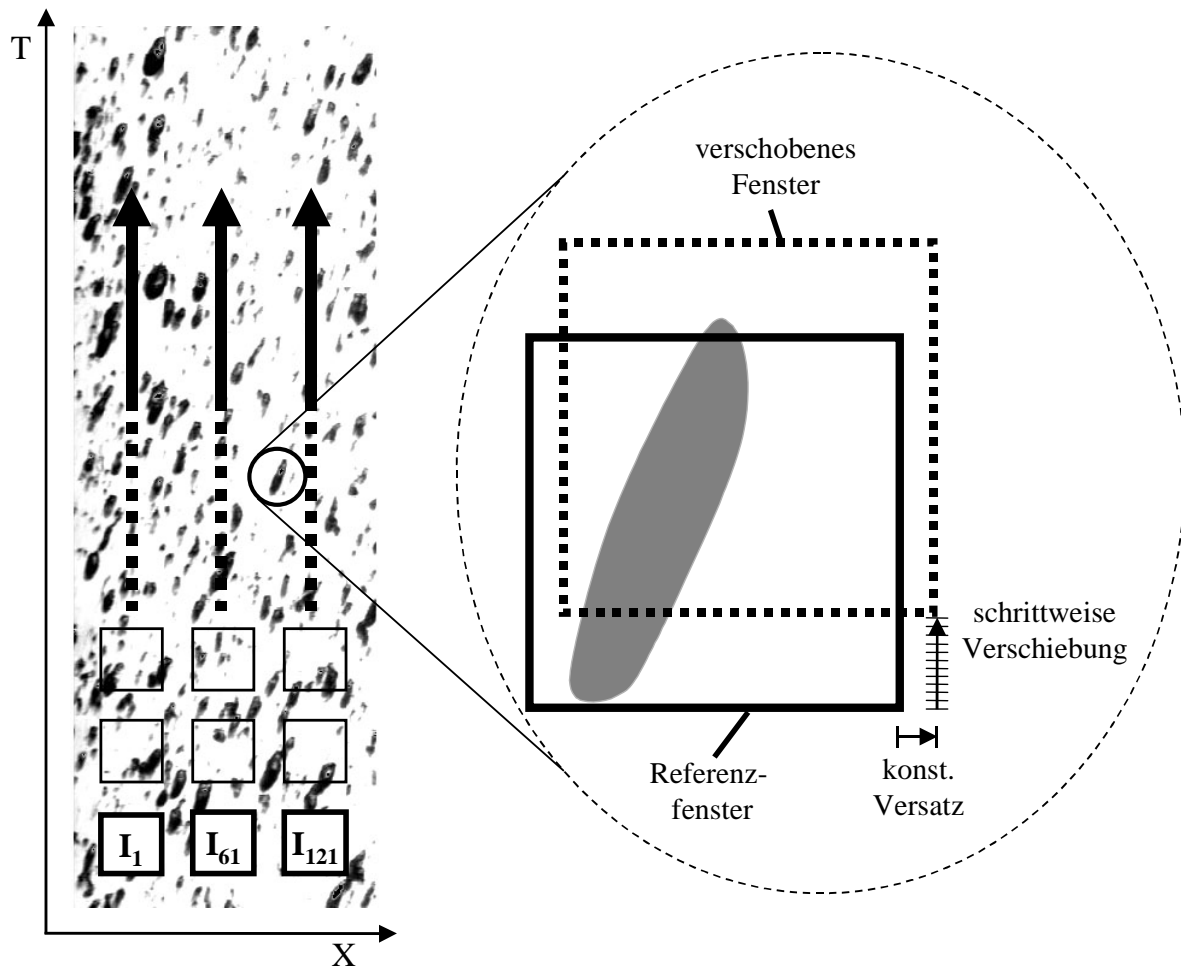 T
X
I1
I61
I121
verschobenes
Fenster
schrittweise
Verschiebung
konst.
Versatz
Referenz-
fenster